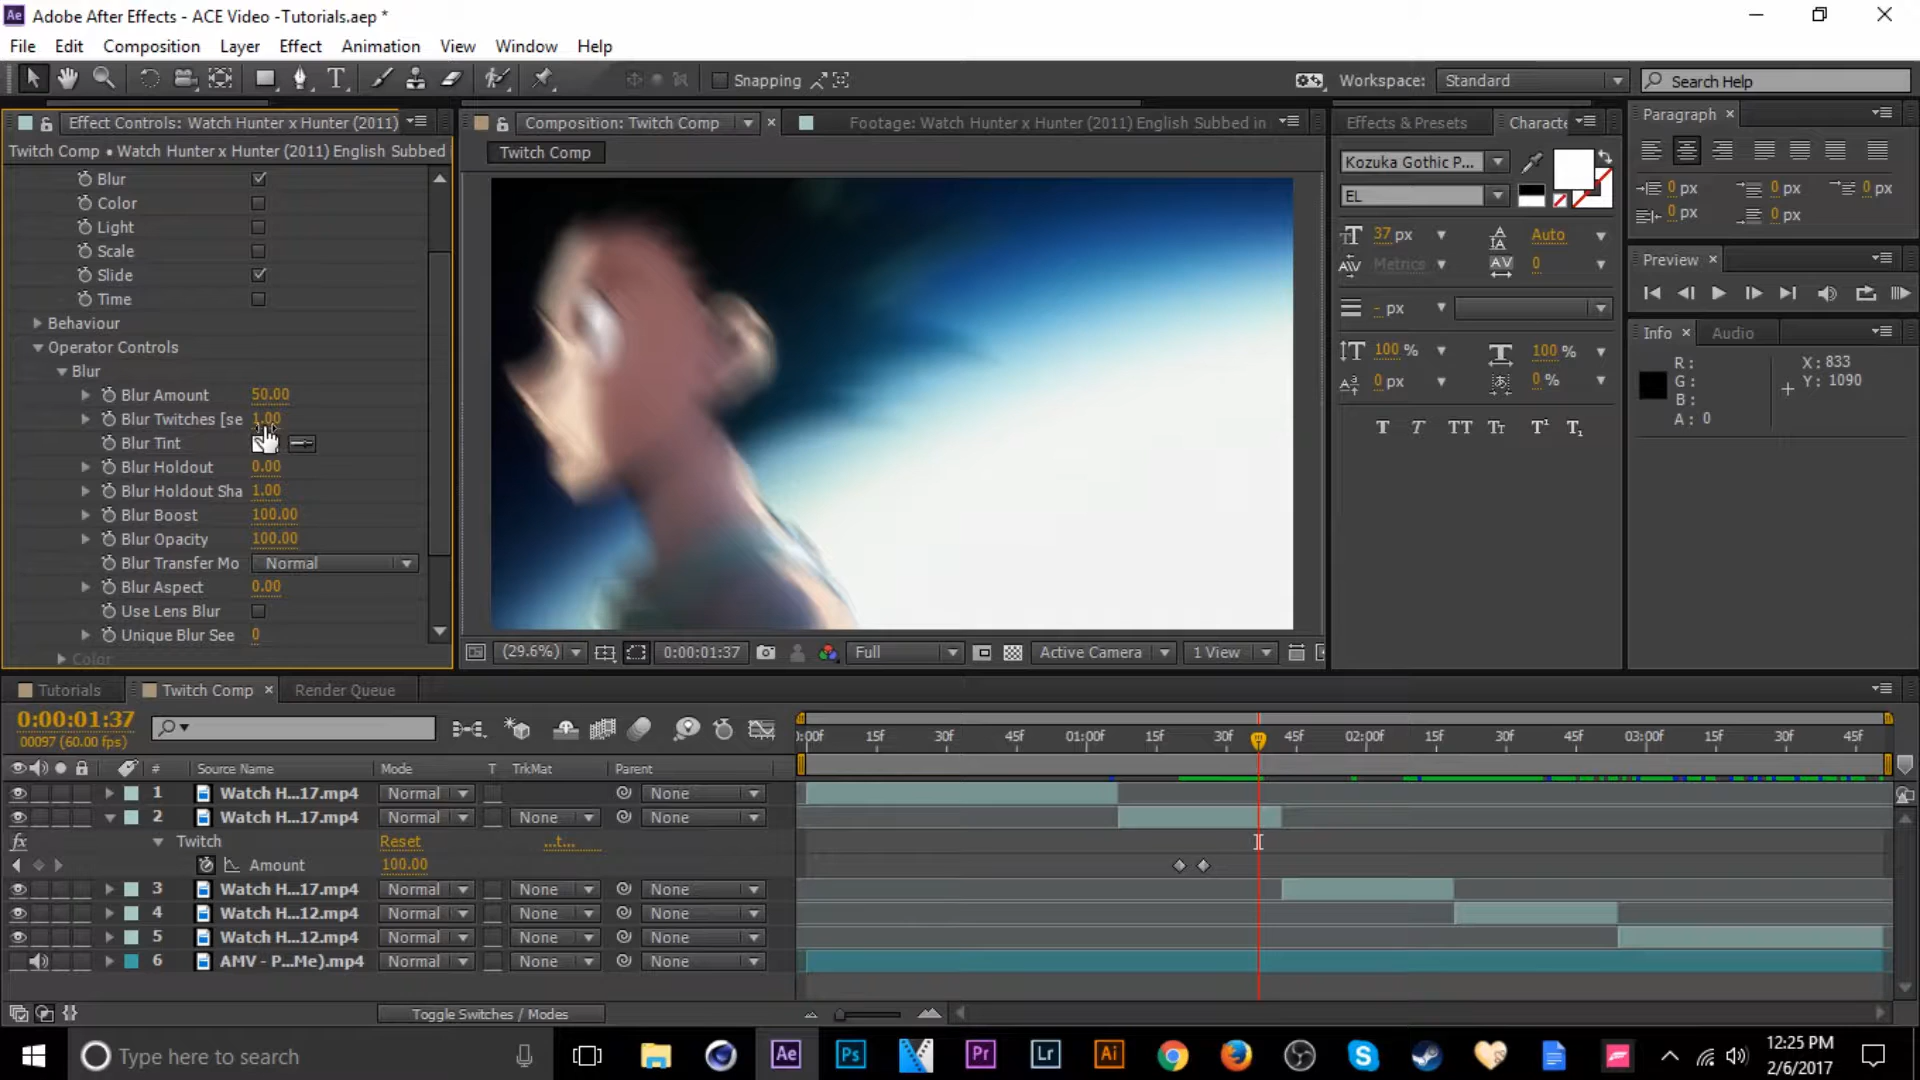 Adobe After Effects - ACE Video -Tutorials.aep *
File Edit Composition Layer Effect Animation View Window Help
Snapping
Workspace: Standard
Search Help
Effect Controls: Watch Hunter x Hunter (2011)
Composition: Twitch Comp
Footage: Watch Hunter x Hunter (2011) English Subbed in
Effects & Presets
Characte
Paragraph
Twitch Comp • Watch Hunter x Hunter (2011) English Subbed
Twitch Comp
Blur
Color
Light
Scale
Slide
Time
Behaviour
Operator Controls
Blur
Blur Amount 50.00
Blur Twitches [se 1.00
Blur Tint
Blur Holdout 0.00
Blur Holdout Sha 1.00
Blur Boost 100.00
Blur Opacity 100.00
Blur Transfer Mo Normal
Blur Aspect 0.00
Use Lens Blur
Unique Blur See 0
Color
(29.6%) 0:00:01:37 Full Active Camera 1 View
Kozuka Gothic P...
EL
37 px Auto
Metrics 0
- px
100 % 100 %
0 px 0 %
T T TT Tt T¹ T₁
0 px 0 px 0 px
0 px 0 px
Preview
Info Audio
R: X: 833
G: Y: 1090
B:
A: 0
Tutorials Twitch Comp Render Queue
0:00:01:37
00097 (60.00 fps)
:00f 15f 30f 45f 01:00f 15f 30f 45f 02:00f 15f 30f 45f 03:00f 15f 30f 45f
# Source Name Mode T TrkMat Parent
1 Watch H...17.mp4 Normal None
2 Watch H...17.mp4 Normal None None
fx Twitch Reset ...t...
Amount 100.00
3 Watch H...17.mp4 Normal None None
4 Watch H...12.mp4 Normal None None
5 Watch H...12.mp4 Normal None None
6 AMV - P...Me).mp4 Normal None None
Toggle Switches / Modes
Type here to search
Ae Ps Pr Lr Ai
12:25 PM
2/6/2017